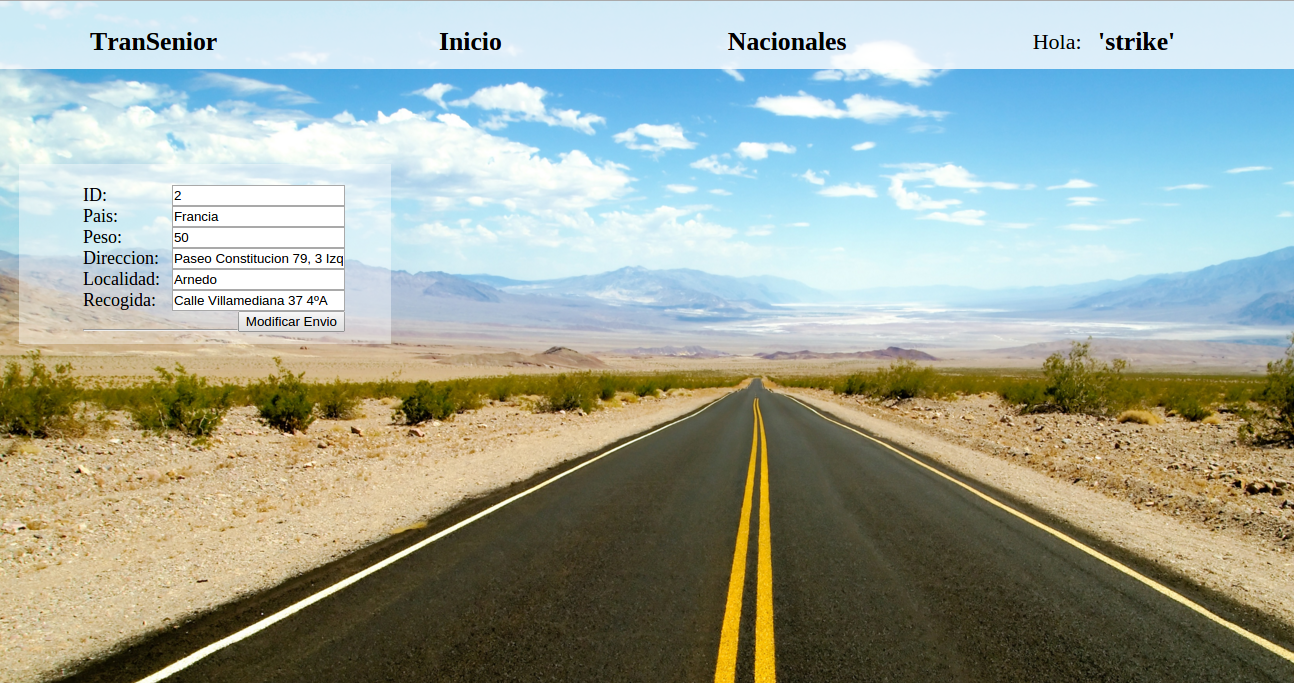 TranSenior Inicio Nacionales Hola: 'strike'
ID: 2
Pais: Francia
Peso: 50
Direccion: Paseo Constitucion 79, 3 Izq
Localidad: Arnedo
Recogida: Calle Villamediana 37 4ºA
Modificar Envio